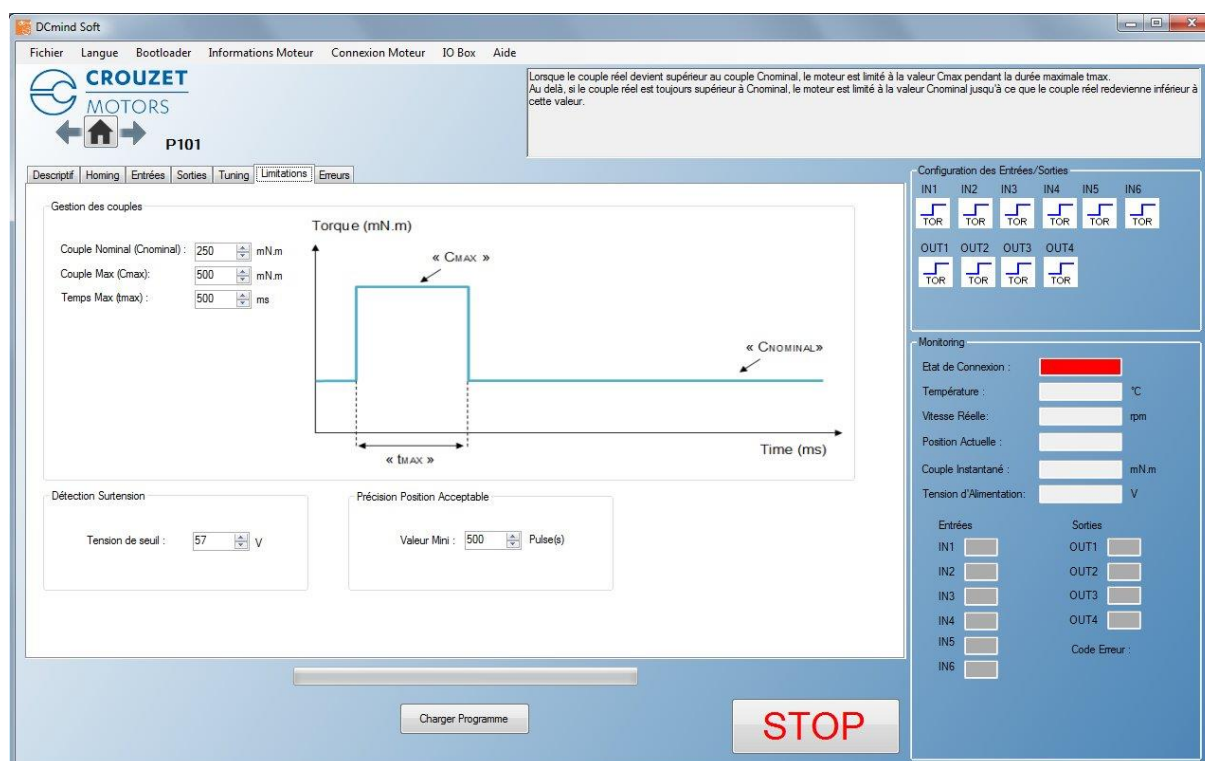 DCmind Soft
Fichier Langue Bootloader Informations Moteur Connexion Moteur IO Box Aide
CROUZET
MOTORS
P101
Lorsque le couple réel devient supérieur au couple Cnominal, le moteur est limité à la valeur Cmax pendant la durée maximale tmax.
Au delà, si le couple réel est toujours supérieur à Cnominal, le moteur est limité à la valeur Cnominal jusqu'à ce que le couple réel redevienne inférieur à
cette valeur.
Descriptif Homing Entrées Sorties Tuning Limitations Erreurs
Gestion des couples
Couple Nominal (Cnominal) : 250 mN.m
Couple Max (Cmax): 500 mN.m
Temps Max (tmax) : 500 ms
Torque (mN.m)
« CMAX »
« CNOMINAL»
« tMAX »
Time (ms)
Détection Surtension
Tension de seuil : 57 V
Précision Position Acceptable
Valeur Mini : 500 Pulse(s)
Charger Programme
STOP
Configuration des Entrées/Sorties
IN1 IN2 IN3 IN4 IN5 IN6
TOR TOR TOR TOR TOR TOR
OUT1 OUT2 OUT3 OUT4
TOR TOR TOR TOR
Monitoring
Etat de Connexion :
Température : °C
Vitesse Réelle: rpm
Position Actuelle :
Couple Instantané : mN.m
Tension d'Alimentation: V
Entrées Sorties
IN1 OUT1
IN2 OUT2
IN3 OUT3
IN4 OUT4
IN5 Code Erreur :
IN6